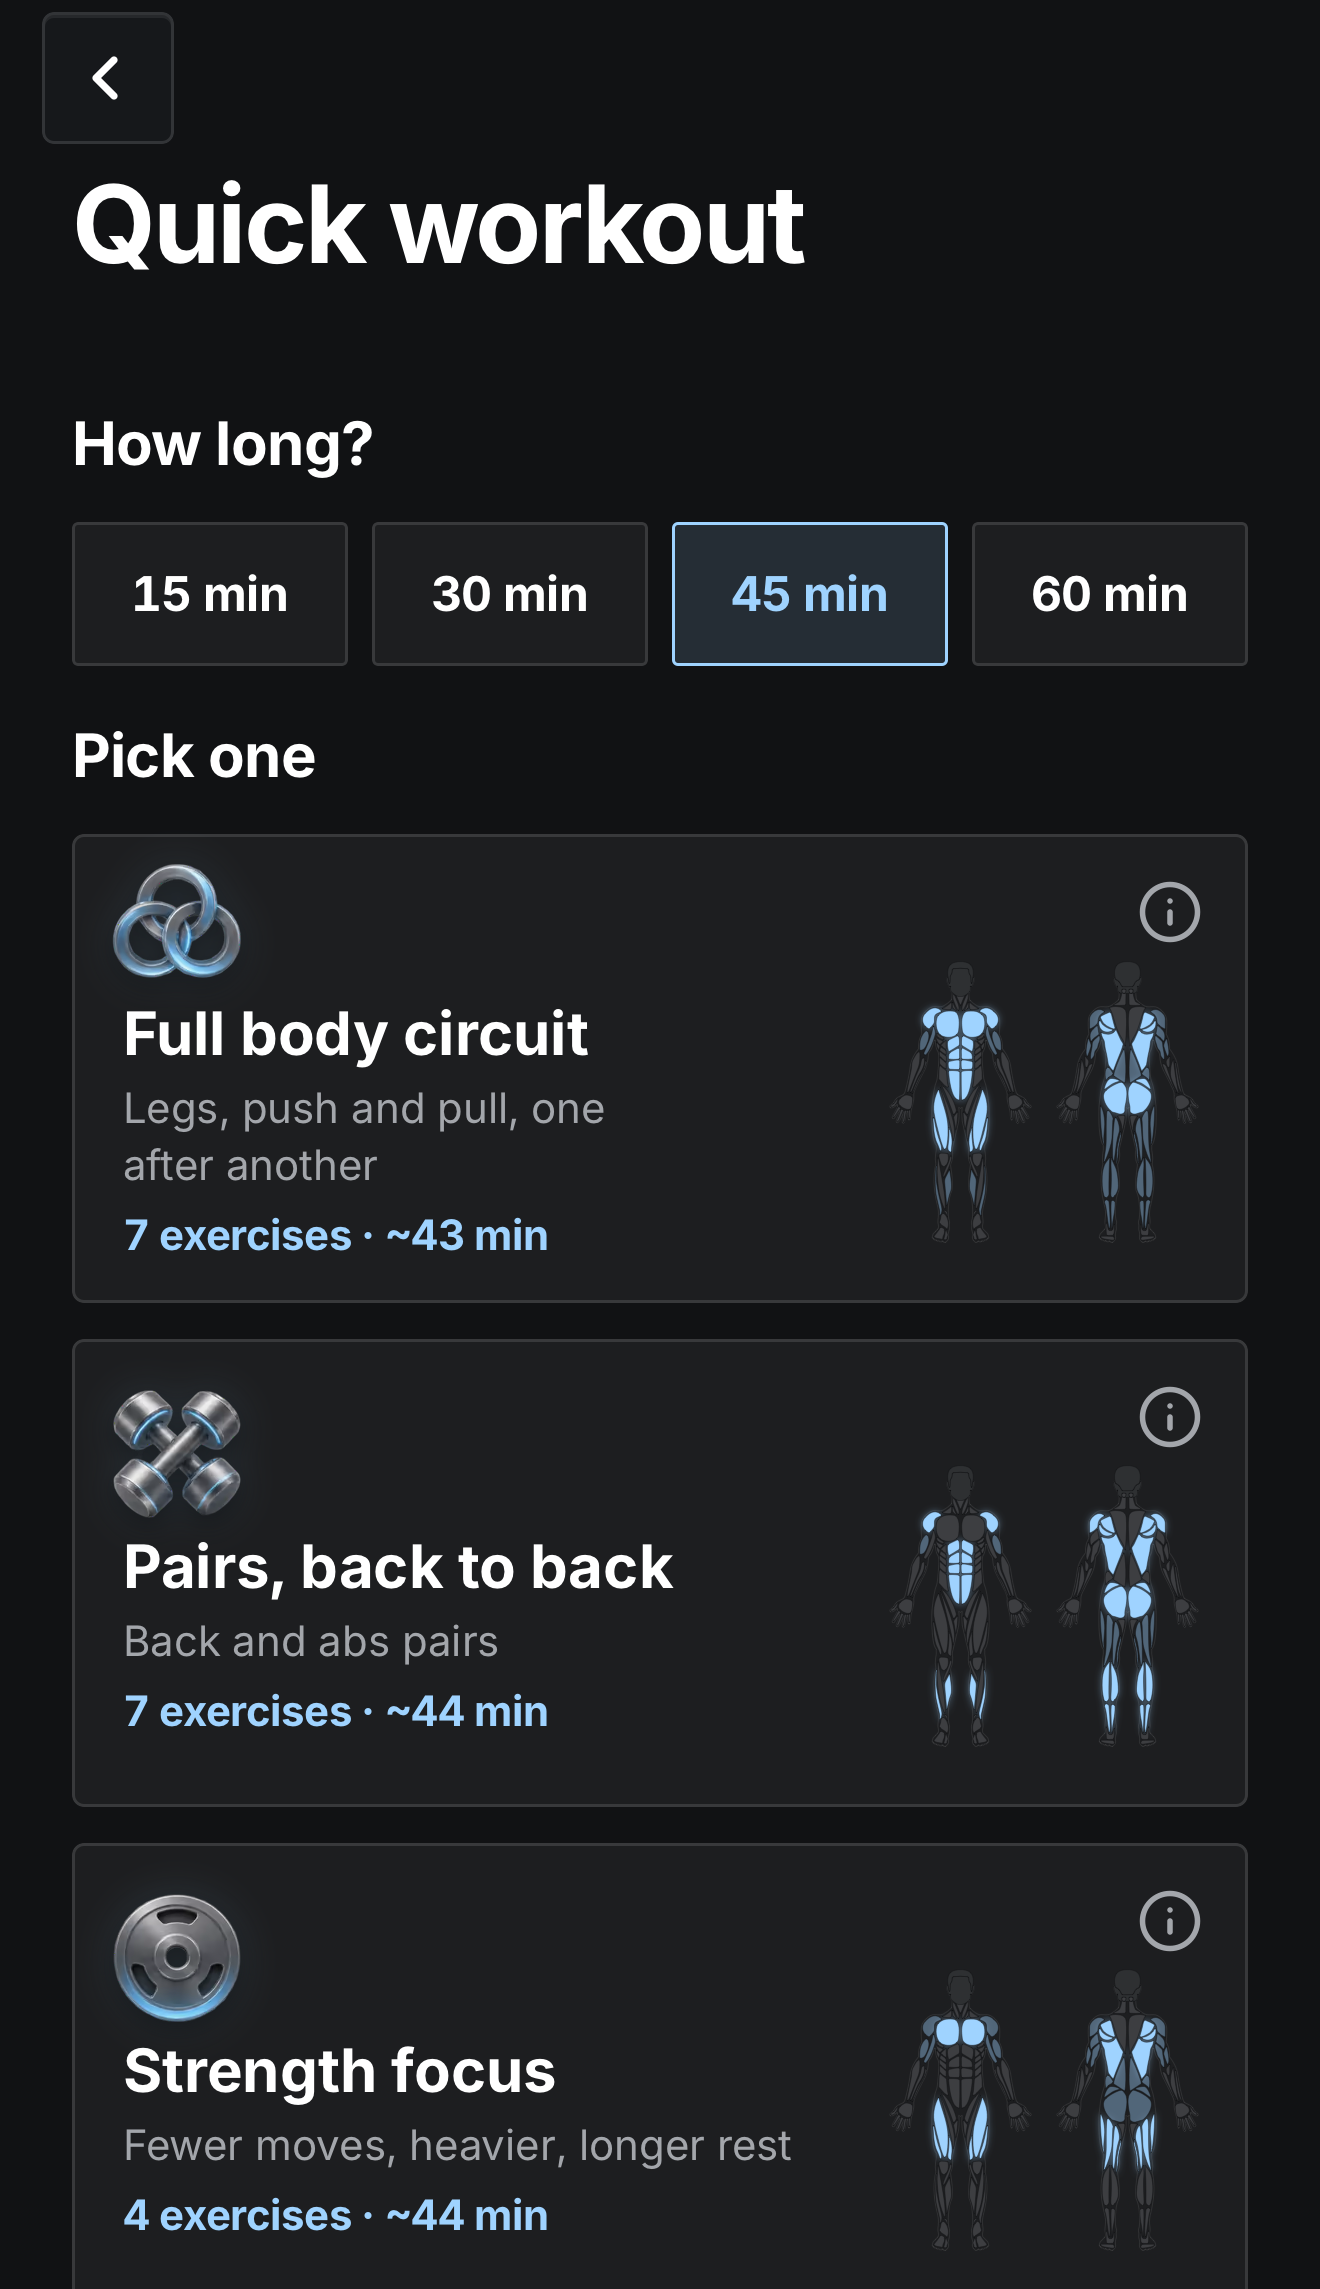 Quick workout
How long?
15 min 30 min 45 min 60 min
Pick one
Full body circuit
Legs, push and pull, one
after another
7 exercises · ~43 min
Pairs, back to back
Back and abs pairs
7 exercises · ~44 min
Strength focus
Fewer moves, heavier, longer rest
4 exercises · ~44 min